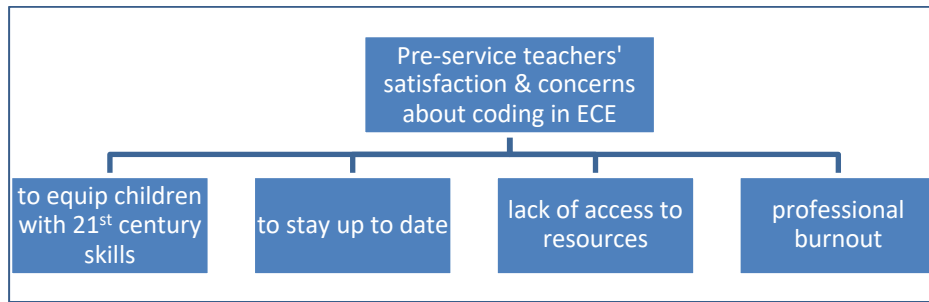 Pre-service teachers'
satisfaction & concerns
about coding in ECE
to equip children
with 21st century
skills
to stay up to date
lack of access to
resources
professional
burnout